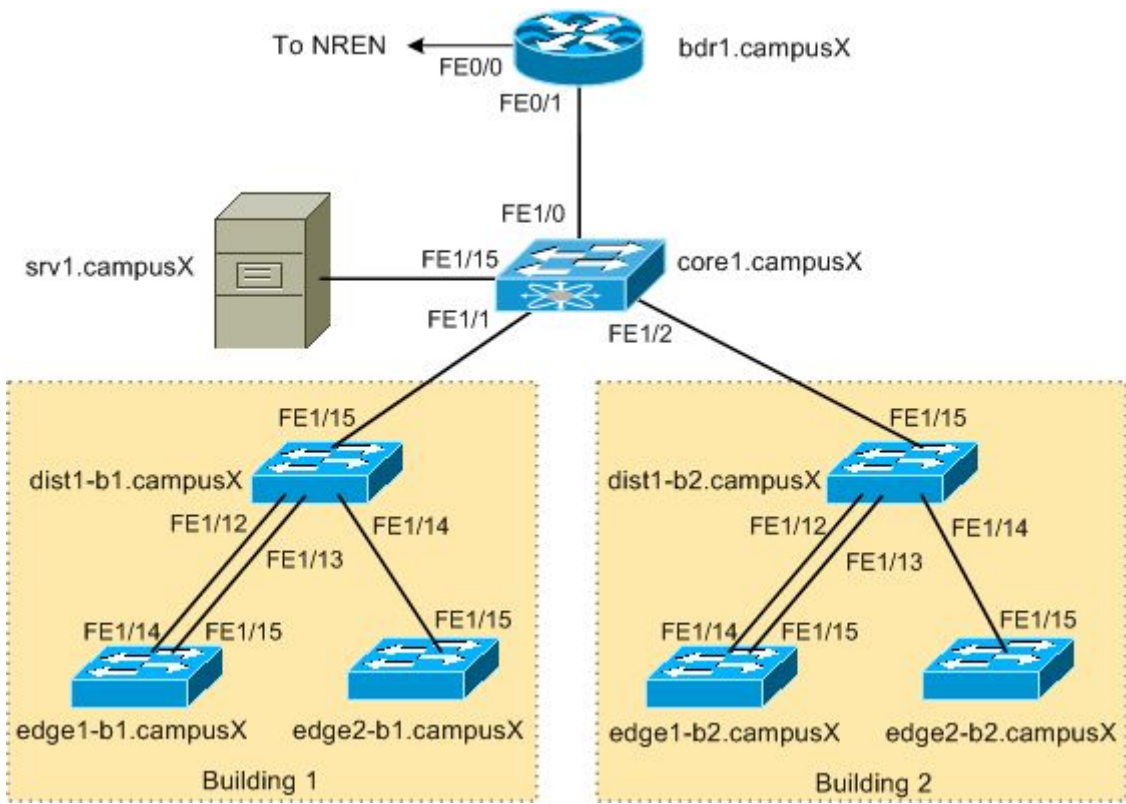 To NREN
FE0/0
bdr1.campusX
FE0/1
FE1/0
srv1.campusX
FE1/15
core1.campusX
FE1/1
FE1/2
FE1/15
dist1-b1.campusX
FE1/12
FE1/14
FE1/13
FE1/14
FE1/15
FE1/15
edge1-b1.campusX
edge2-b1.campusX
Building 1
FE1/15
dist1-b2.campusX
FE1/12
FE1/14
FE1/13
FE1/14
FE1/15
FE1/15
edge1-b2.campusX
edge2-b2.campusX
Building 2